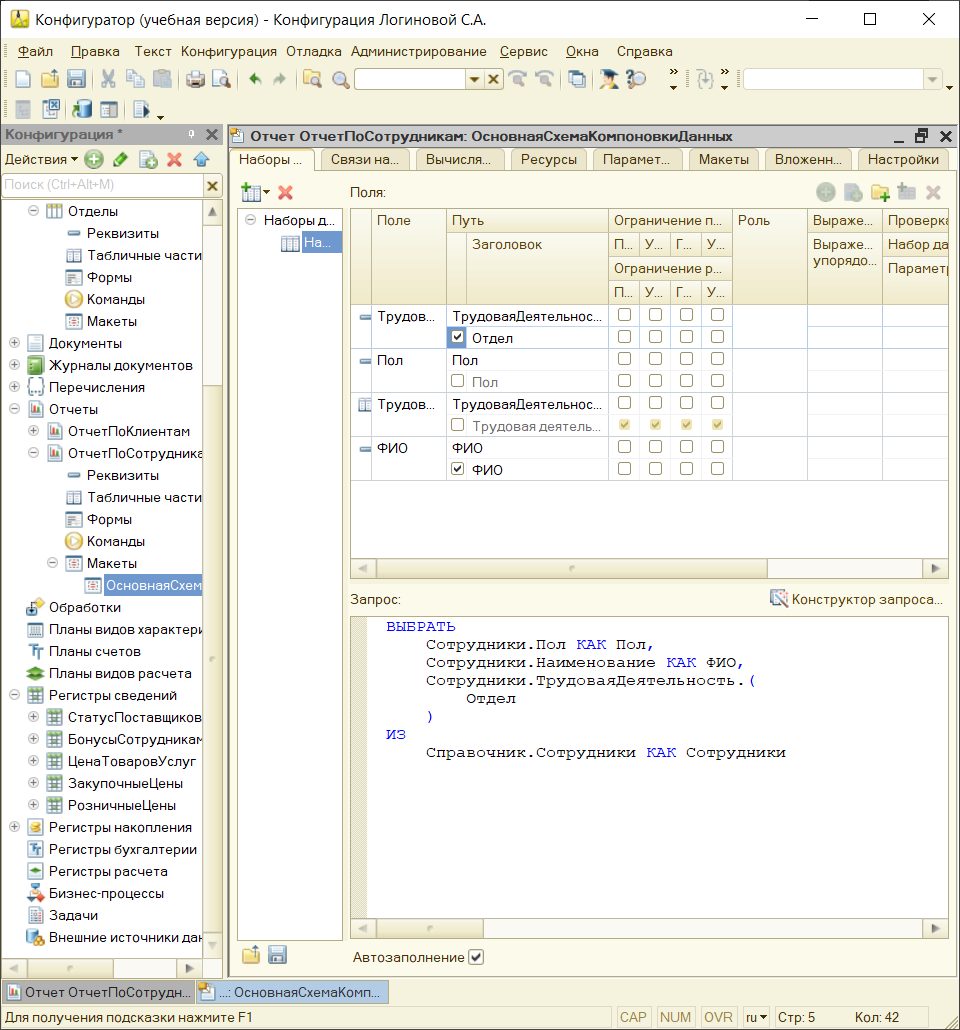 Конфигуратор (учебная версия) - Конфигурация Логиновой С.А.
Файл Правка Текст Конфигурация Отладка Администрирование Сервис Окна Справка
Конфигурация *
Действия
Поиск (Ctrl+Alt+M)
Отделы
Реквизиты
Табличные части
Формы
Команды
Макеты
Документы
Журналы документов
Перечисления
Отчеты
ОтчетПоКлиентам
ОтчетПоСотрудника
Реквизиты
Табличные части
Формы
Команды
Макеты
ОсновнаяСхем
Обработки
Планы видов характери
Планы счетов
Планы видов расчета
Регистры сведений
СтатусПоставщиков
БонусыСотрудникам
ЦенаТоваровУслуг
ЗакупочныеЦены
РозничныеЦены
Регистры накопления
Регистры бухгалтерии
Регистры расчета
Бизнес-процессы
Задачи
Внешние источники дан
Отчет ОтчетПоСотрудникам: ОсновнаяСхемаКомпоновкиДанных
Наборы ... Связи на... Вычисля... Ресурсы Парамет... Макеты Вложенн... Настройки
Наборы д...
На...
Поля:
Поле Путь Ограничение п... Роль Выраже... Проверка
Заголовок П... У... Г... У... Выраже... упорядо... Набор да
Ограничение р... Параметр
П... У... Г... У...
Трудов... ТрудоваяДеятельнос...
Отдел
Пол Пол
Пол
Трудов... ТрудоваяДеятельнос...
Трудовая деятель...
ФИО ФИО
ФИО
Запрос:
Конструктор запроса...
ВЫБРАТЬ
Сотрудники.Пол КАК Пол,
Сотрудники.Наименование КАК ФИО,
Сотрудники.ТрудоваяДеятельность.(
Отдел
)
ИЗ
Справочник.Сотрудники КАК Сотрудники
Автозаполнение
Отчет ОтчетПоСотрудн... ...: ОсновнаяСхемаКомп...
Для получения подсказки нажмите F1 CAP NUM OVR ru Стр: 5 Кол: 42